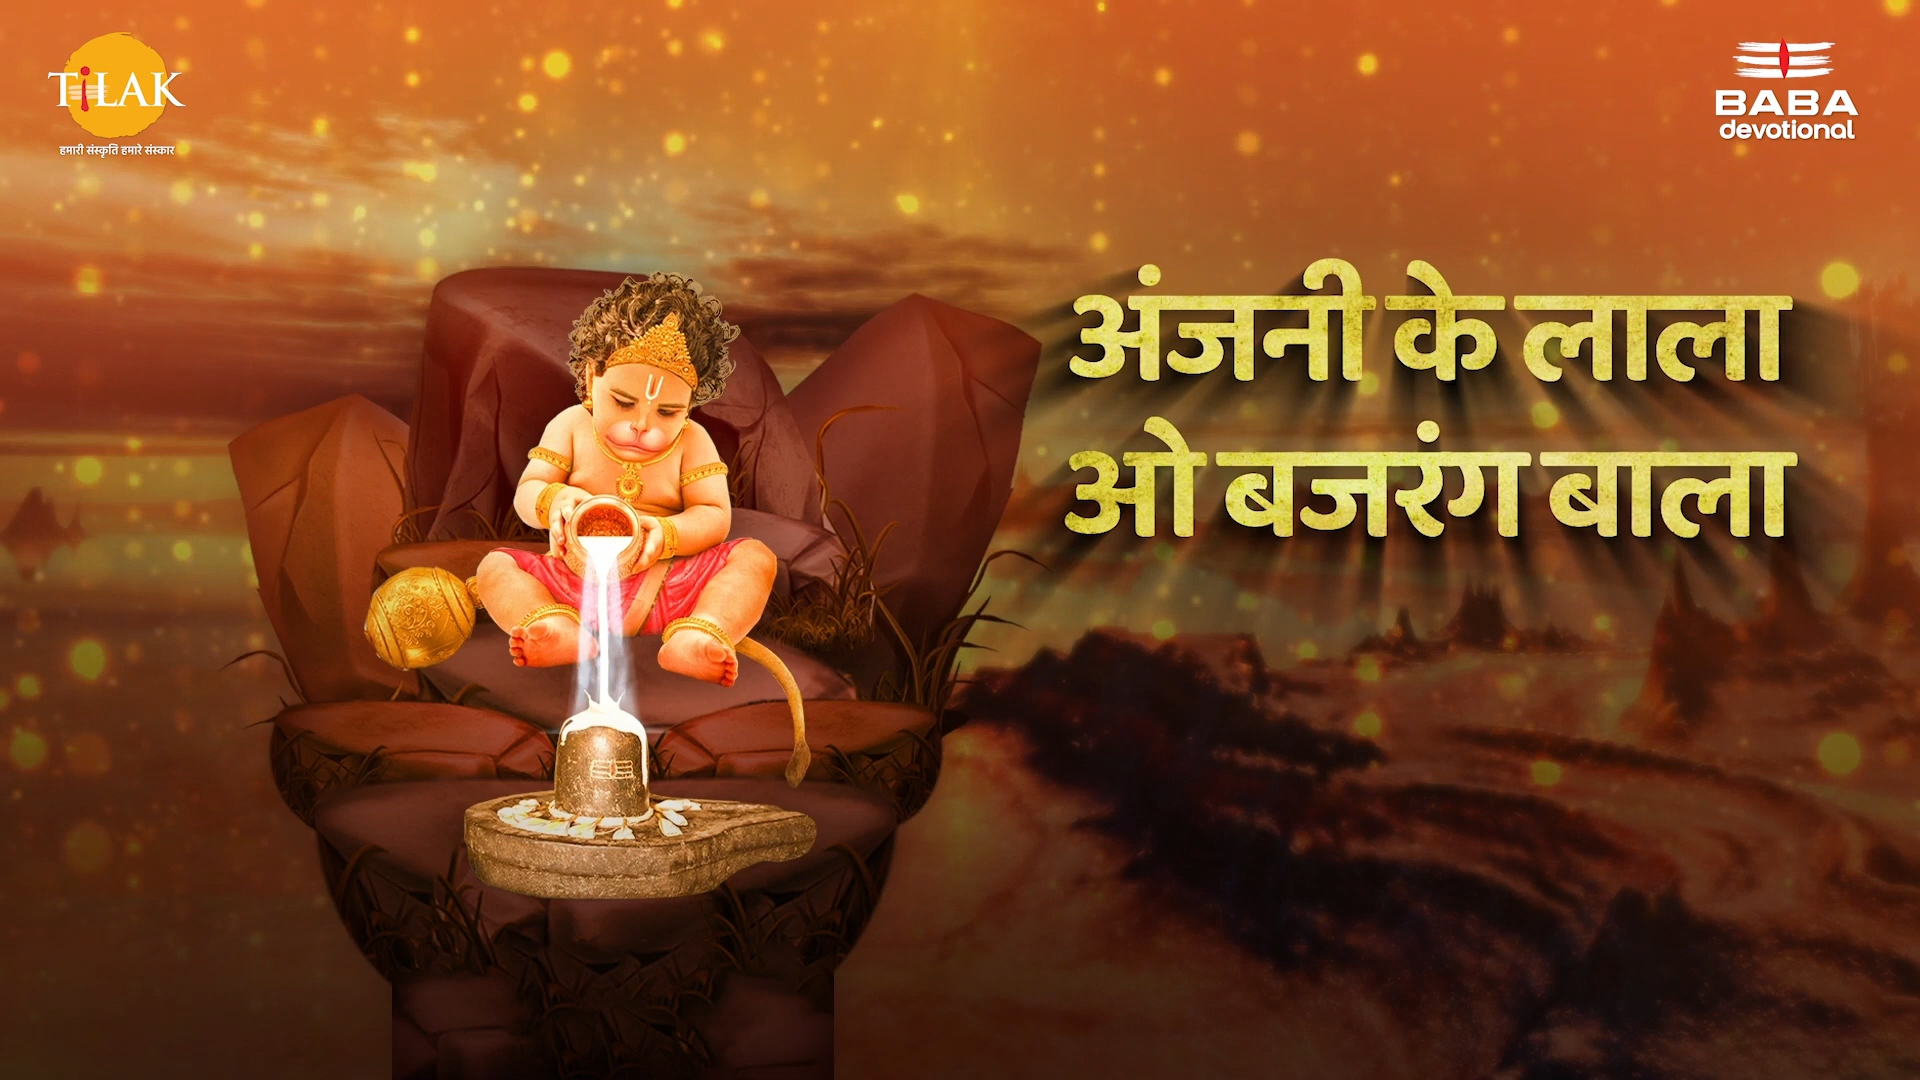 TiLAK
हमारी संस्कृति हमारे संस्कार
BABA
devotional
अंजनी के लाला
ओ बजरंग बाला